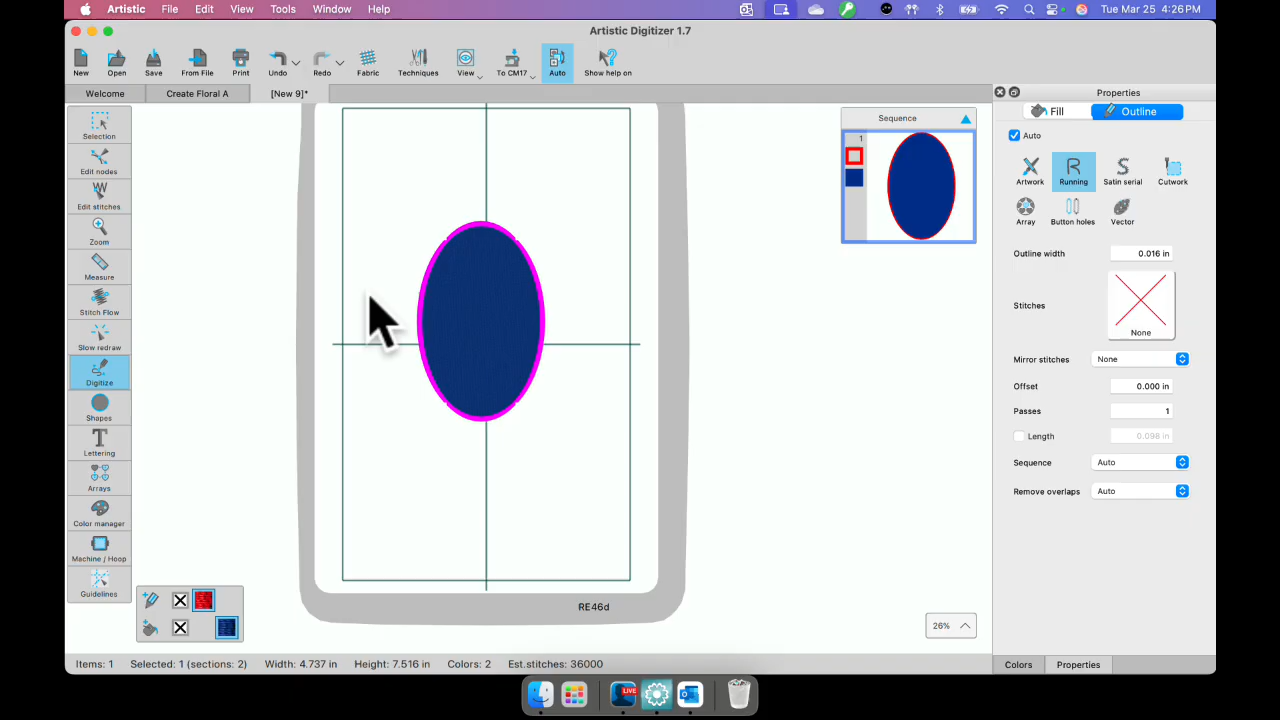 Artistic File Edit View Tools Window Help Tue Mar 25 4:26 PM
Artistic Digitizer 1.7
New Open Save From File Print Undo Redo Fabric Techniques View To CM17 Auto Show help on
Welcome Create Floral A [New 9]*
Properties
Fill Outline
Auto
Artwork Running Satin serial Cutwork
Array Button holes Vector
Outline width 0.016 in
Stitches None
Mirror stitches None
Offset 0.000 in
Passes 1
Length 0.098 in
Sequence Auto
Remove overlaps Auto
Colors Properties
Sequence
1
Selection
Edit nodes
Edit stitches
Zoom
Measure
Stitch Flow
Slow redraw
Digitize
Shapes
Lettering
Arrays
Color manager
Machine / Hoop
Guidelines
RE46d
26%
Items: 1 Selected: 1 (sections: 2) Width: 4.737 in Height: 7.516 in Colors: 2 Est.stitches: 36000
LIVE